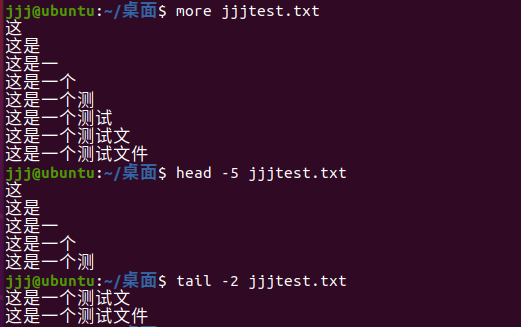 jjj@ubuntu:~/桌面$ more jjjtest.txt
这
这是
这是一
这是一个
这是一个测
这是一个测试
这是一个测试文
这是一个测试文件
jjj@ubuntu:~/桌面$ head -5 jjjtest.txt
这
这是
这是一
这是一个
这是一个测
jjj@ubuntu:~/桌面$ tail -2 jjjtest.txt
这是一个测试文
这是一个测试文件